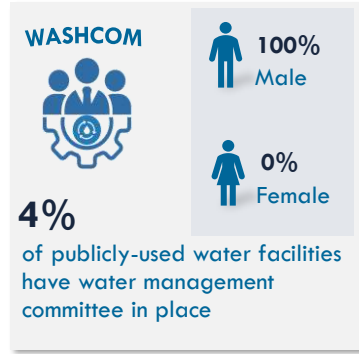 WASHCOM
100%
Male
0%
Female
4%
of publicly-used water facilities
have water management
committee in place